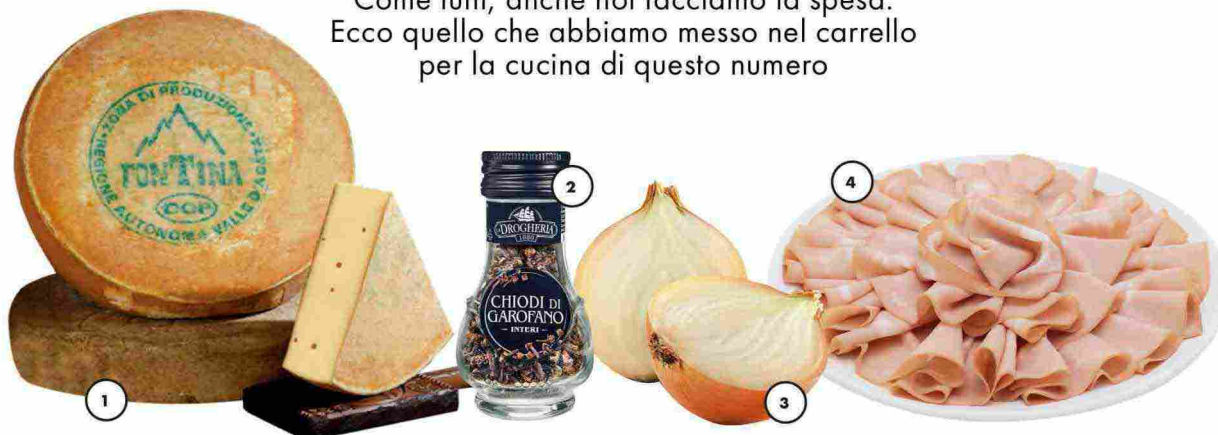 Come tutti, anche noi facciamo la spesa.
Ecco quello che abbiamo messo nel carrello
per la cucina di questo numero
ZONA DI PRODUZIONE • REGIONE AUTONOMA VALLE D'AOSTA
FONTINA
DOP
1
2
DROGHERIA
1880
CHIODI DI
GAROFANO
- INTERI -
3
4